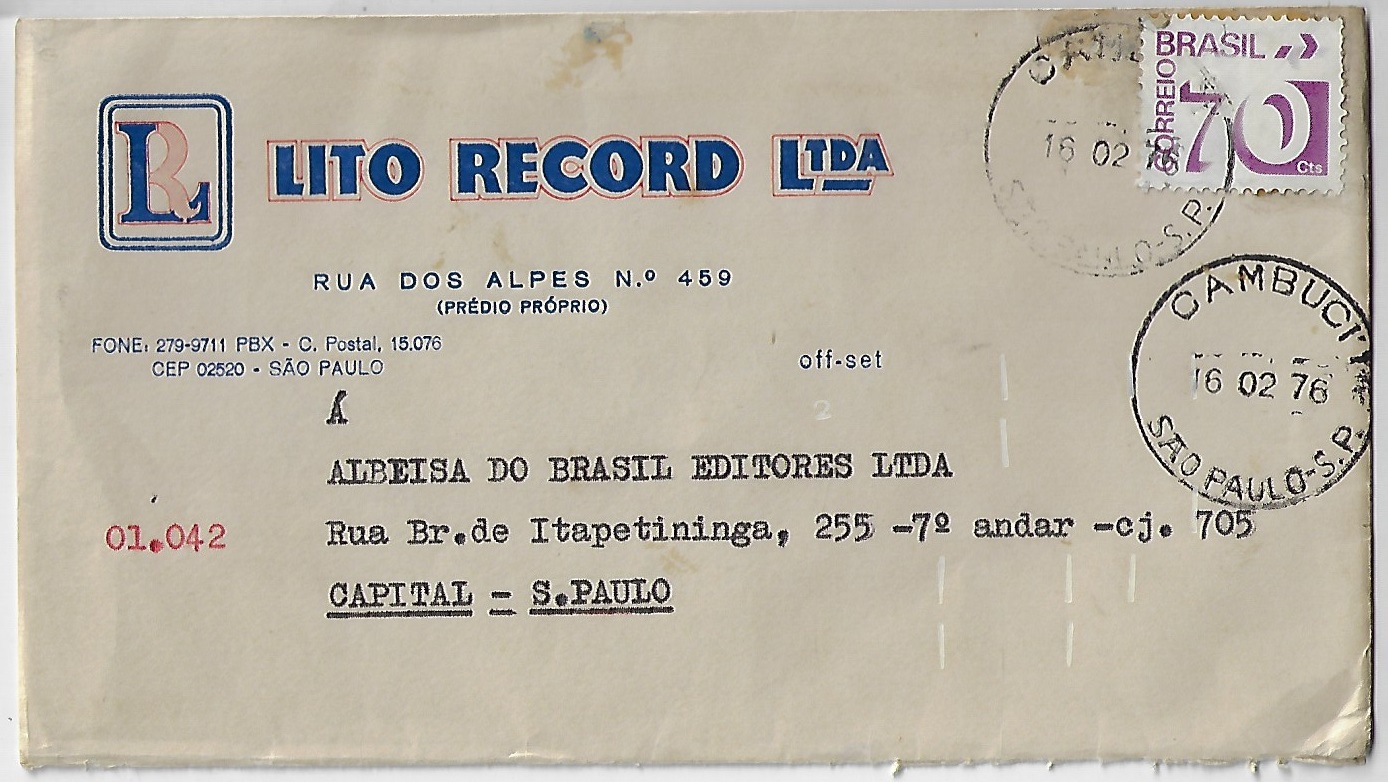 LR
LITO RECORD LTDA
RUA DOS ALPES N.º 459
(PRÉDIO PRÓPRIO)
FONE: 279-9711 PBX - C. Postal, 15.076
CEP 02520 - SÃO PAULO
off-set
2
BRASIL
CORREIO
70
Cts
16 02 76
PAULO-S.P.
CAMBUCI
16 02 76
SÃO PAULO-S.P.
Á
ALBEISA DO BRASIL EDITORES LTDA
01.042
Rua Br.de Itapetininga, 255 -7º andar -cj. 705
CAPITAL - S.PAULO